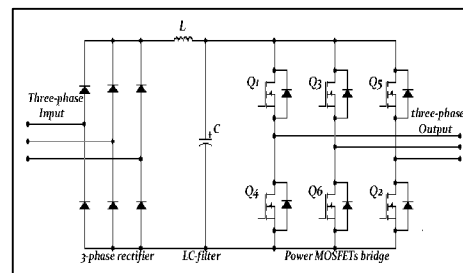 L
Q1
Q3
Q5
Three-phase
Input
C
three-phase
Output
Q4
Q6
Q2
3-phase rectifier
LC-filter
Power MOSFETs bridge